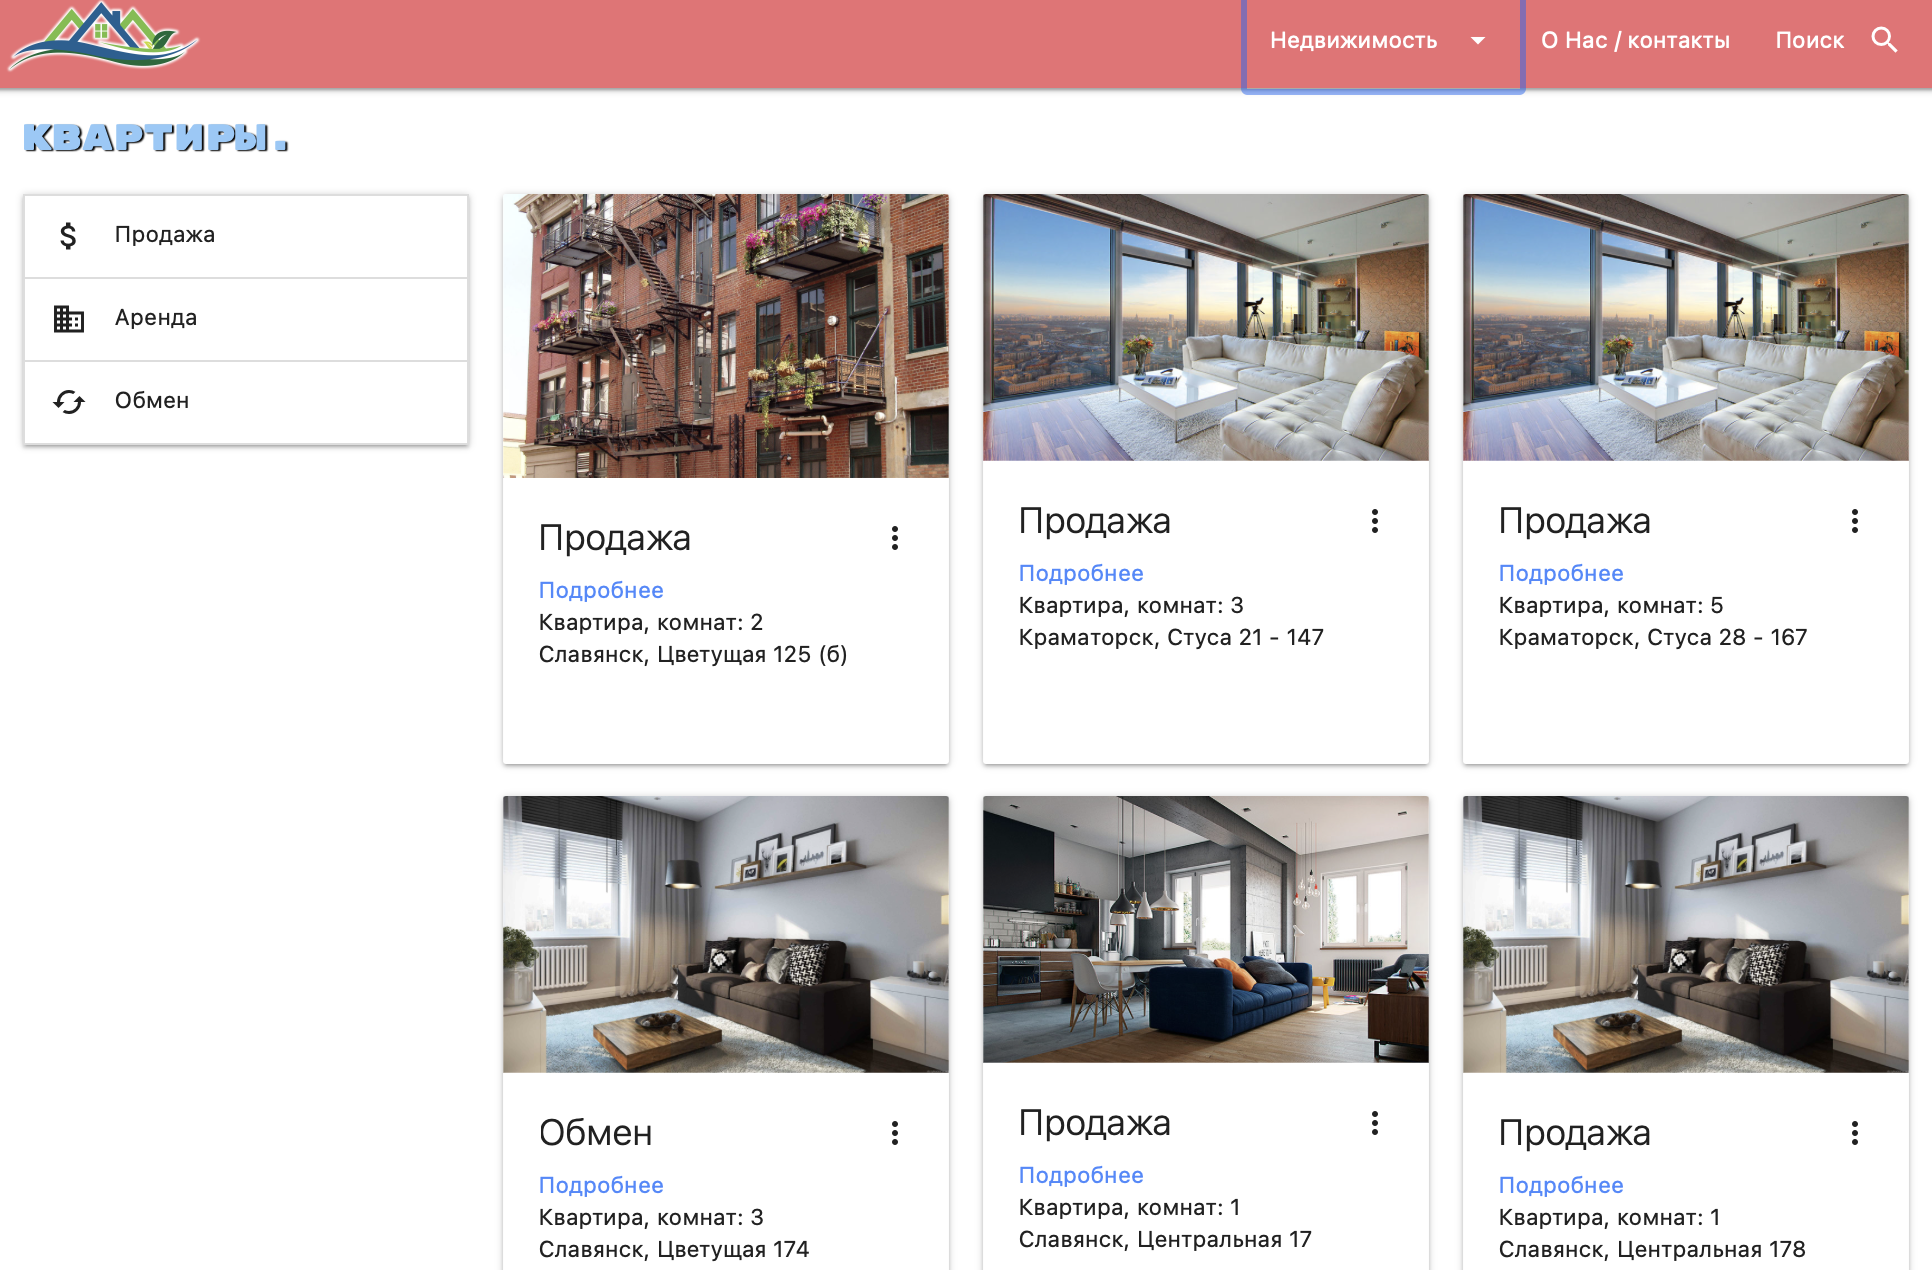 Недвижимость
О Нас / контакты
Поиск
КВАРТИРЫ.
Продажа
Аренда
Обмен
Продажа
Подробнее
Квартира, комнат: 2
Славянск, Цветущая 125 (б)
Продажа
Подробнее
Квартира, комнат: 3
Краматорск, Стуса 21 - 147
Продажа
Подробнее
Квартира, комнат: 5
Краматорск, Стуса 28 - 167
Обмен
Подробнее
Квартира, комнат: 3
Славянск, Цветущая 174
Продажа
Подробнее
Квартира, комнат: 1
Славянск, Центральная 17
Продажа
Подробнее
Квартира, комнат: 1
Славянск, Центральная 178